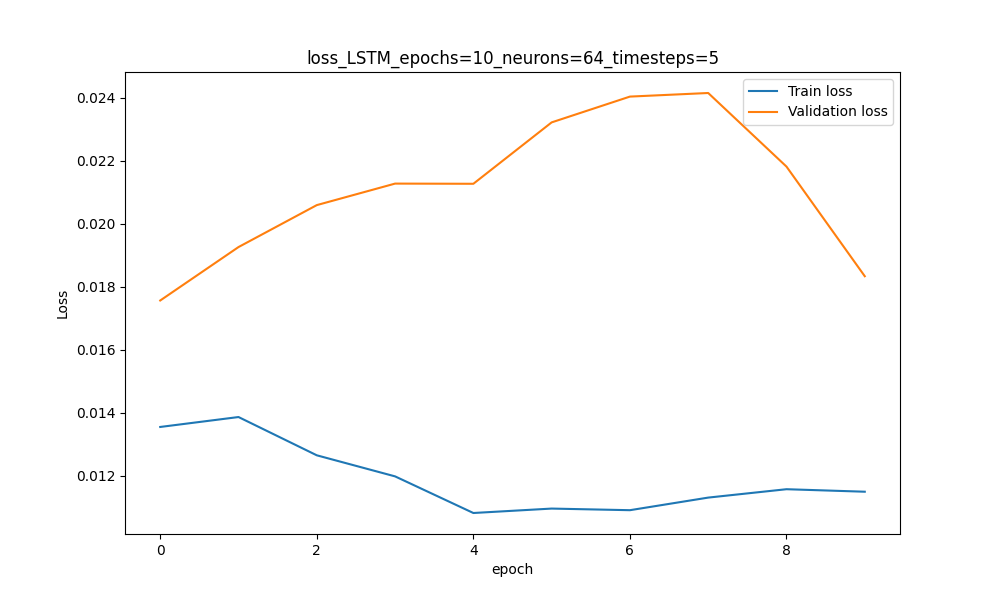 loss_LSTM_epochs=10_neurons=64_timesteps=5
Train loss
Validation loss
0.024
0.022
0.020
0.018
0.016
0.014
0.012
Loss
0 2 4 6 8
epoch